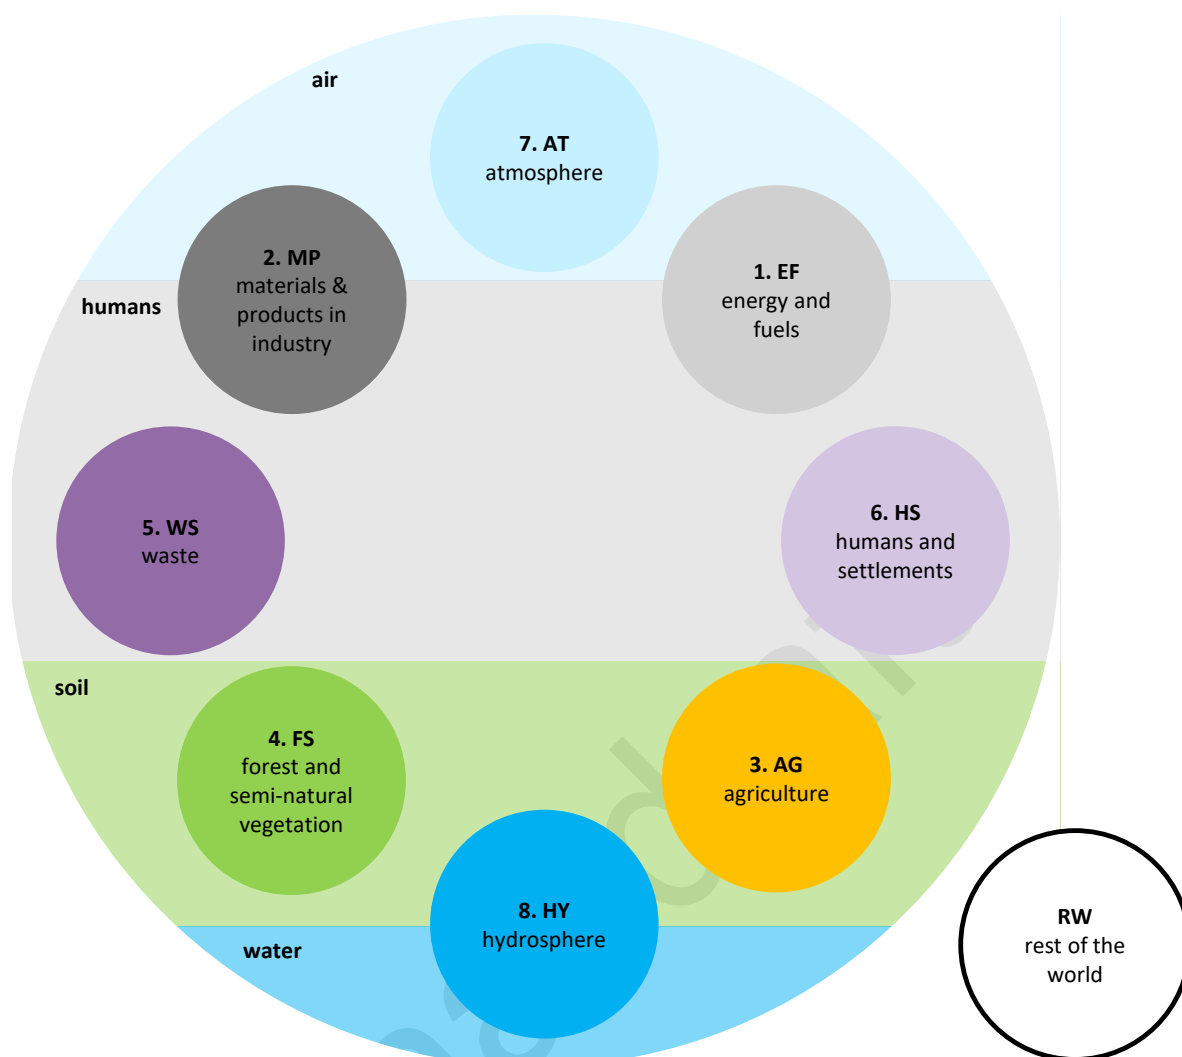 air
7. AT
atmosphere
2. MP
materials &
products in
industry
1. EF
energy and
fuels
humans
5. WS
waste
6. HS
humans and
settlements
soil
4. FS
forest and
semi-natural
vegetation
3. AG
agriculture
8. HY
hydrosphere
water
RW
rest of the
world